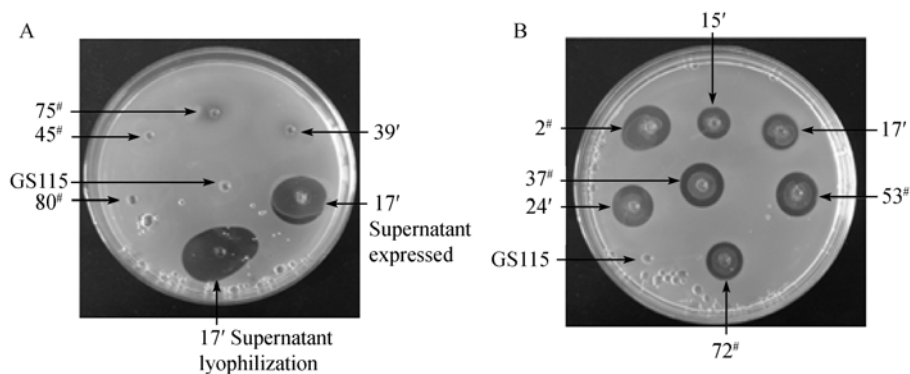 A
75#
45#
GS115
80#
39′
17′
Supernatant
expressed
17′ Supernatant
lyophilization
B
15′
2#
17′
37#
53#
24′
GS115
72#